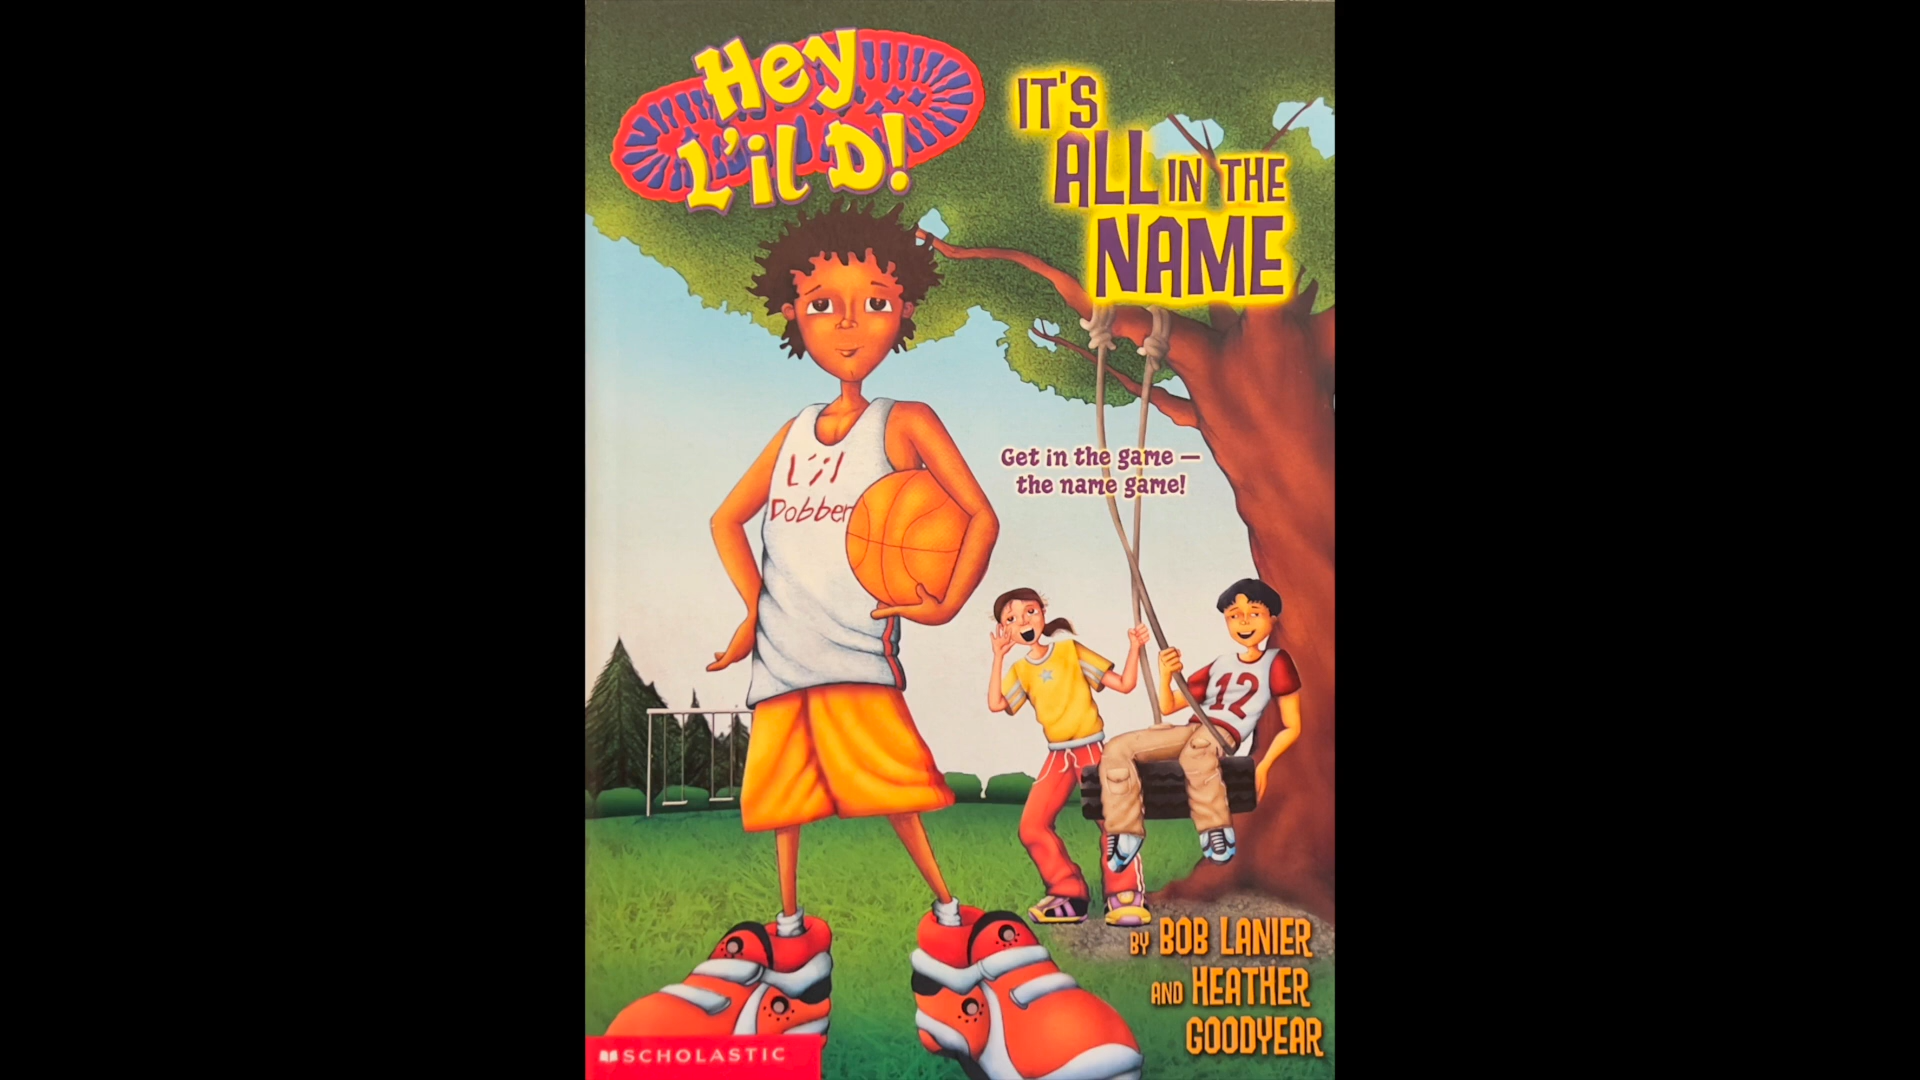 Hey
L'il D!
IT'S
ALL IN THE
NAME
L'il
Dobber
Get in the game —
the name game!
12
BY BOB LANIER
AND HEATHER
GOODYEAR
SCHOLASTIC